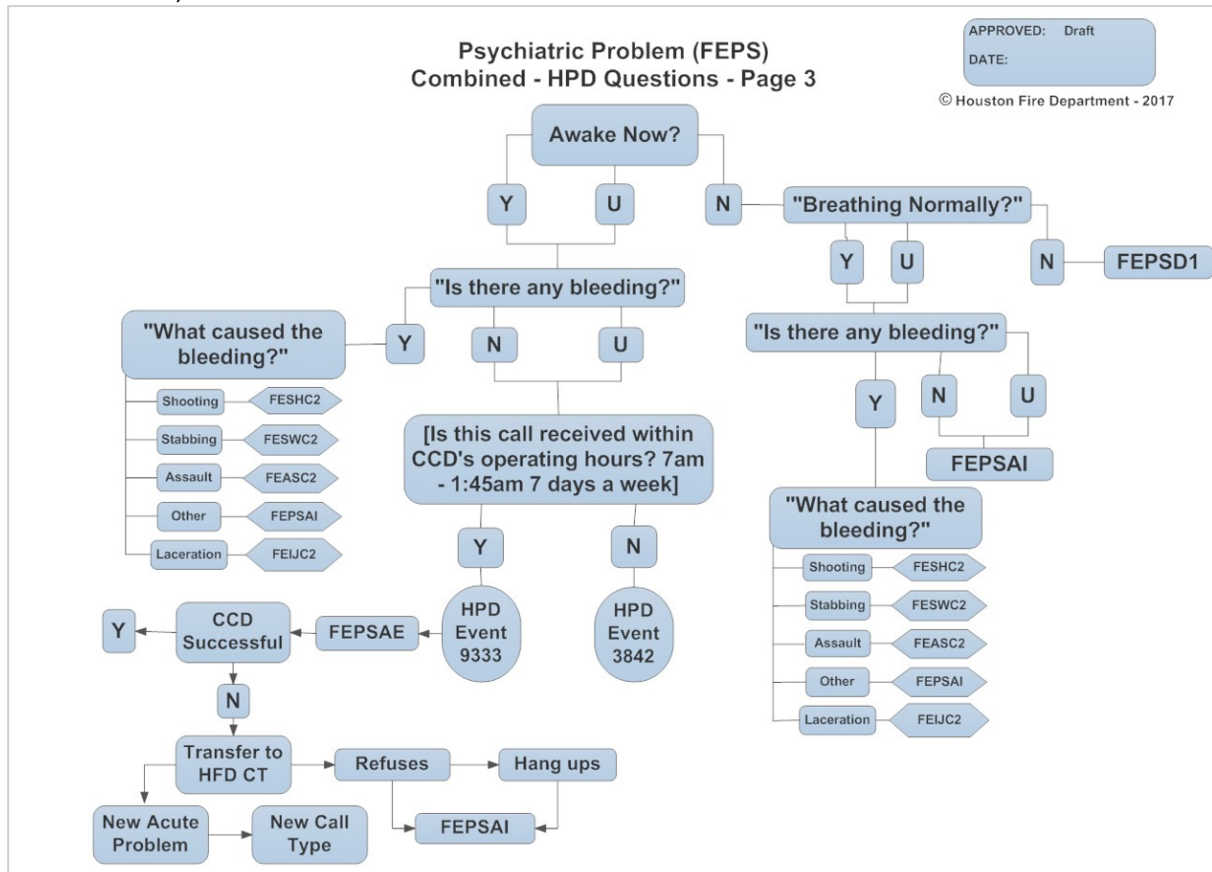 Psychiatric Problem (FEPS)
Combined - HPD Questions - Page 3
APPROVED: Draft
DATE:
© Houston Fire Department - 2017
Awake Now?
Y
U
N
"Breathing Normally?"
Y
U
N
FEPSD1
"Is there any bleeding?"
Y
N
U
"What caused the
bleeding?"
Shooting
FESHC2
Stabbing
FESWC2
Assault
FEASC2
Other
FEPSAI
Laceration
FEIJC2
"Is there any bleeding?"
Y
N
U
FEPSAI
"What caused the
bleeding?"
Shooting
FESHC2
Stabbing
FESWC2
Assault
FEASC2
Other
FEPSAI
Laceration
FEIJC2
[Is this call received within
CCD's operating hours? 7am
- 1:45am 7 days a week]
Y
N
HPD
Event
9333
HPD
Event
3842
FEPSAE
CCD
Successful
Y
N
Transfer to
HFD CT
Refuses
Hang ups
FEPSAI
New Acute
Problem
New Call
Type